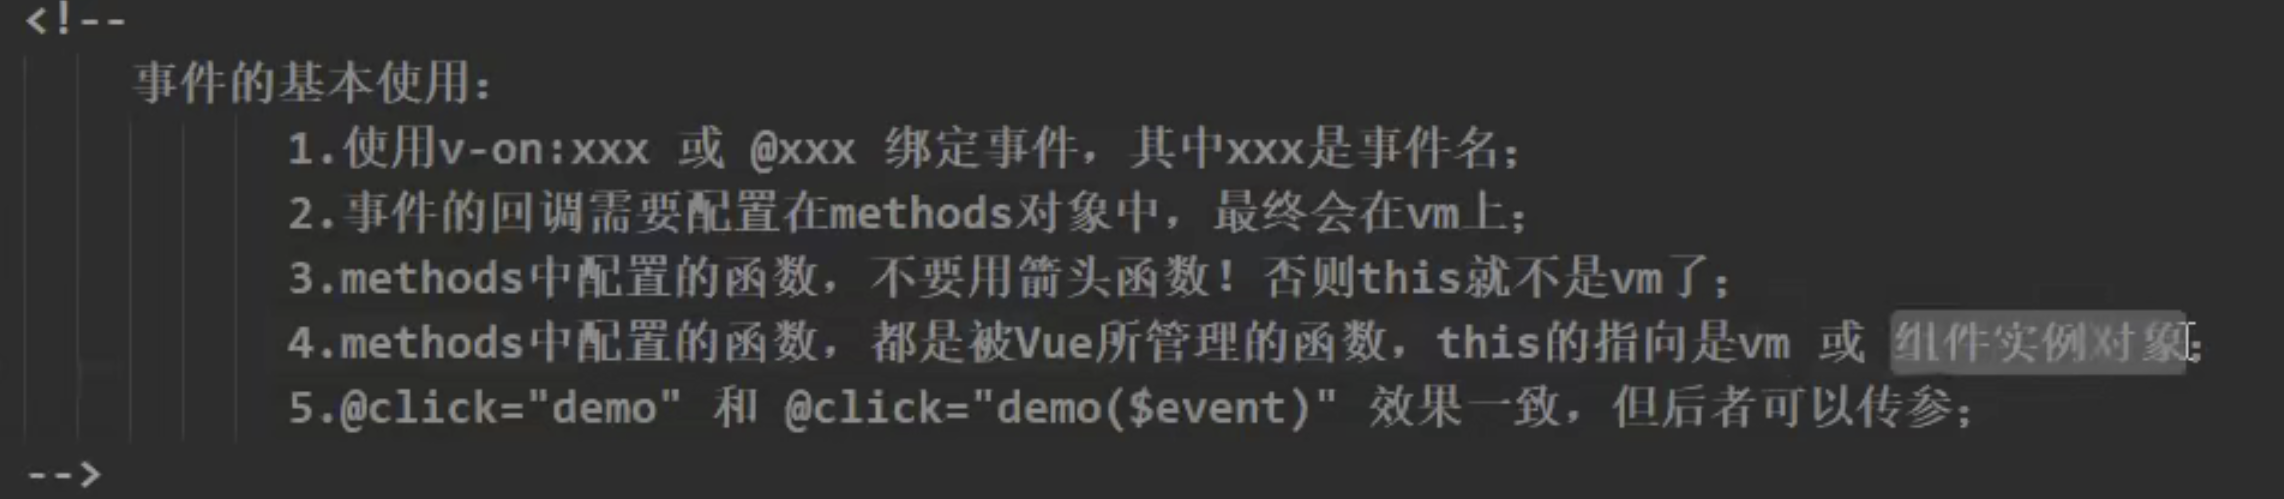 <!--
事件的基本使用：
1.使用v-on:xxx 或 @xxx 绑定事件，其中xxx是事件名；
2.事件的回调需要配置在methods对象中，最终会在vm上；
3.methods中配置的函数，不要用箭头函数！否则this就不是vm了；
4.methods中配置的函数，都是被Vue所管理的函数，this的指向是vm 或 组件实例对象；
5.@click="demo" 和 @click="demo($event)" 效果一致，但后者可以传参；
-->